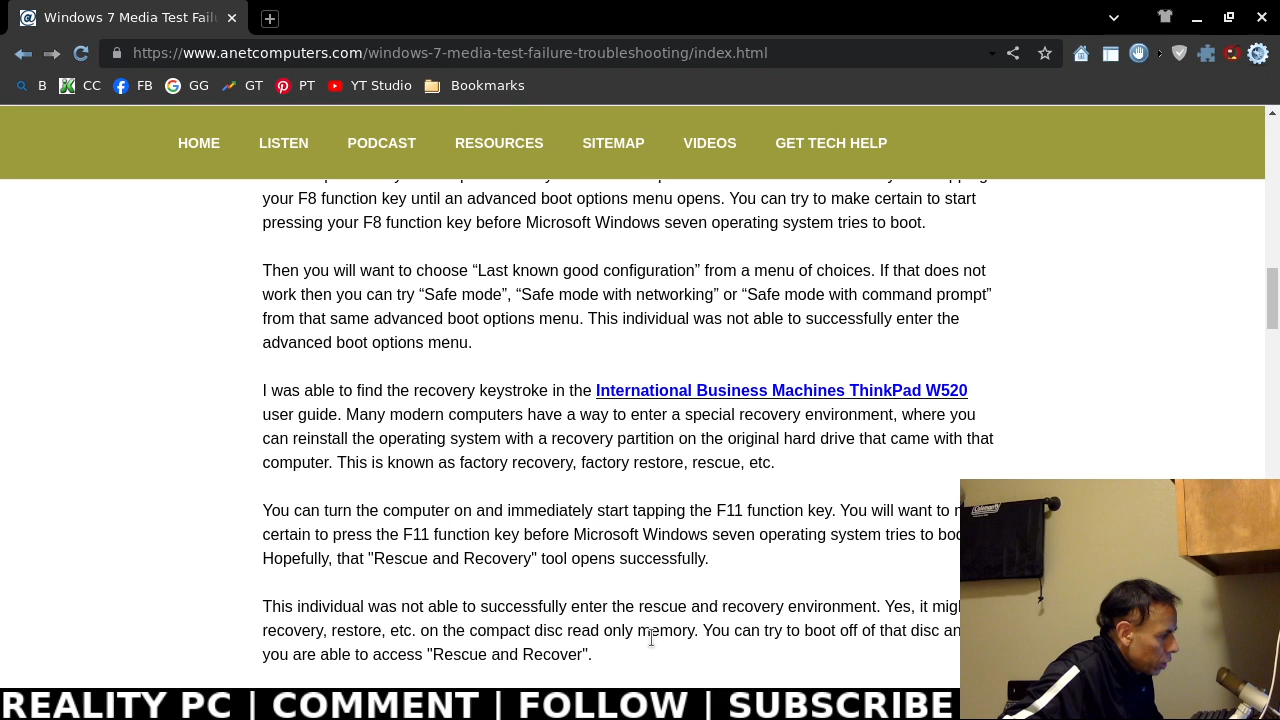 Windows 7 Media Test Failu
https://www.anetcomputers.com/windows-7-media-test-failure-troubleshooting/index.html
B CC FB GG GT PT YT Studio Bookmarks
HOME LISTEN PODCAST RESOURCES SITEMAP VIDEOS GET TECH HELP
your F8 function key until an advanced boot options menu opens. You can try to make certain to start
pressing your F8 function key before Microsoft Windows seven operating system tries to boot.
Then you will want to choose “Last known good configuration” from a menu of choices. If that does not
work then you can try “Safe mode”, “Safe mode with networking” or “Safe mode with command prompt”
from that same advanced boot options menu. This individual was not able to successfully enter the
advanced boot options menu.
I was able to find the recovery keystroke in the International Business Machines ThinkPad W520
user guide. Many modern computers have a way to enter a special recovery environment, where you
can reinstall the operating system with a recovery partition on the original hard drive that came with that
computer. This is known as factory recovery, factory restore, rescue, etc.
You can turn the computer on and immediately start tapping the F11 function key. You will want to
certain to press the F11 function key before Microsoft Windows seven operating system tries to
Hopefully, that "Rescue and Recovery" tool opens successfully.
Coleman
This individual was not able to successfully enter the rescue and recovery environment. Yes, it
recovery, restore, etc. on the compact disc read only memory. You can try to boot off of that disc
you are able to access "Rescue and Recover".
REALITY PC | COMMENT | FOLLOW | SUBSCRIBE